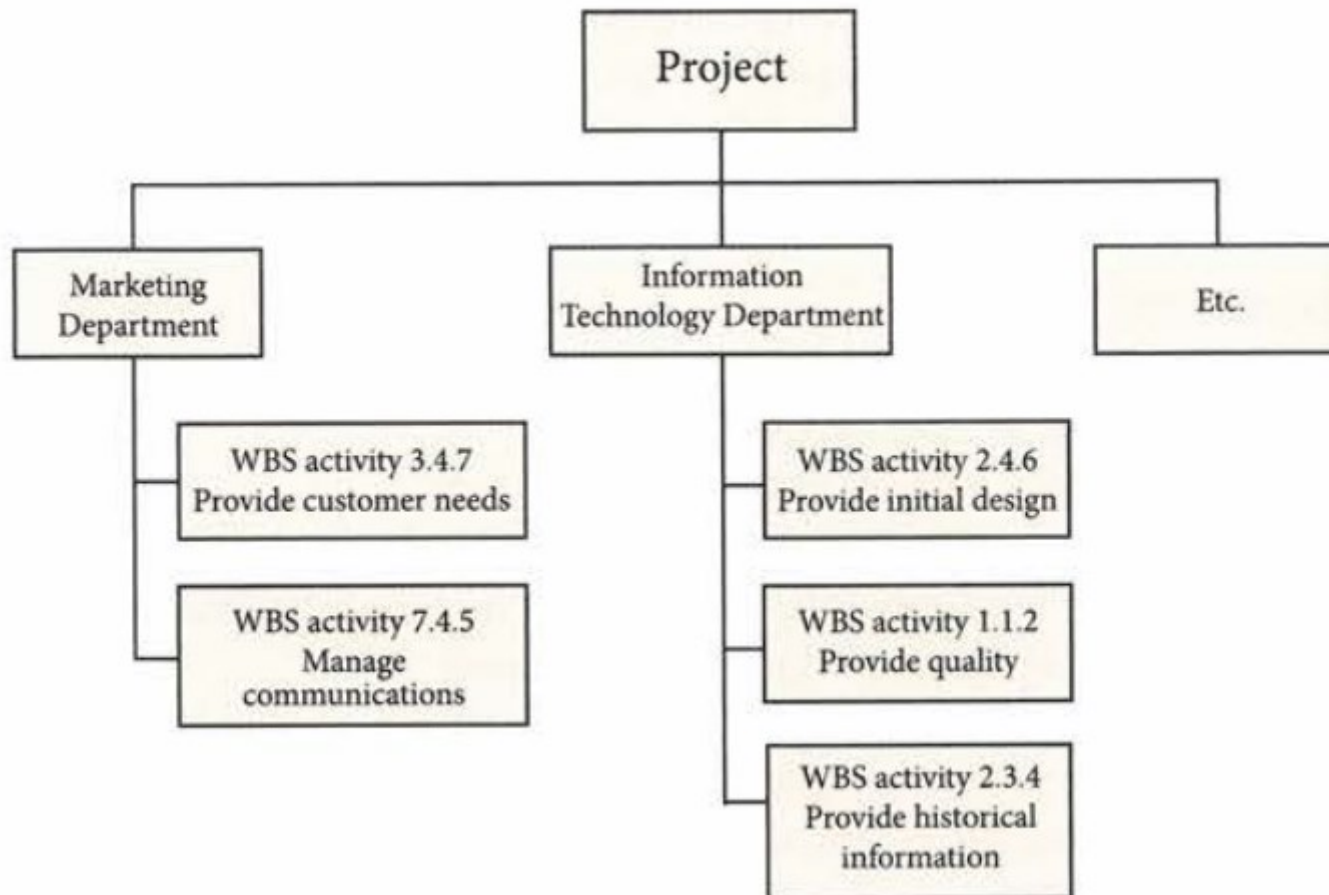 Project
Marketing
Department
Information
Technology Department
Etc.
WBS activity 3.4.7
Provide customer needs
WBS activity 7.4.5
Manage
communications
WBS activity 2.4.6
Provide initial design
WBS activity 1.1.2
Provide quality
WBS activity 2.3.4
Provide historical
information